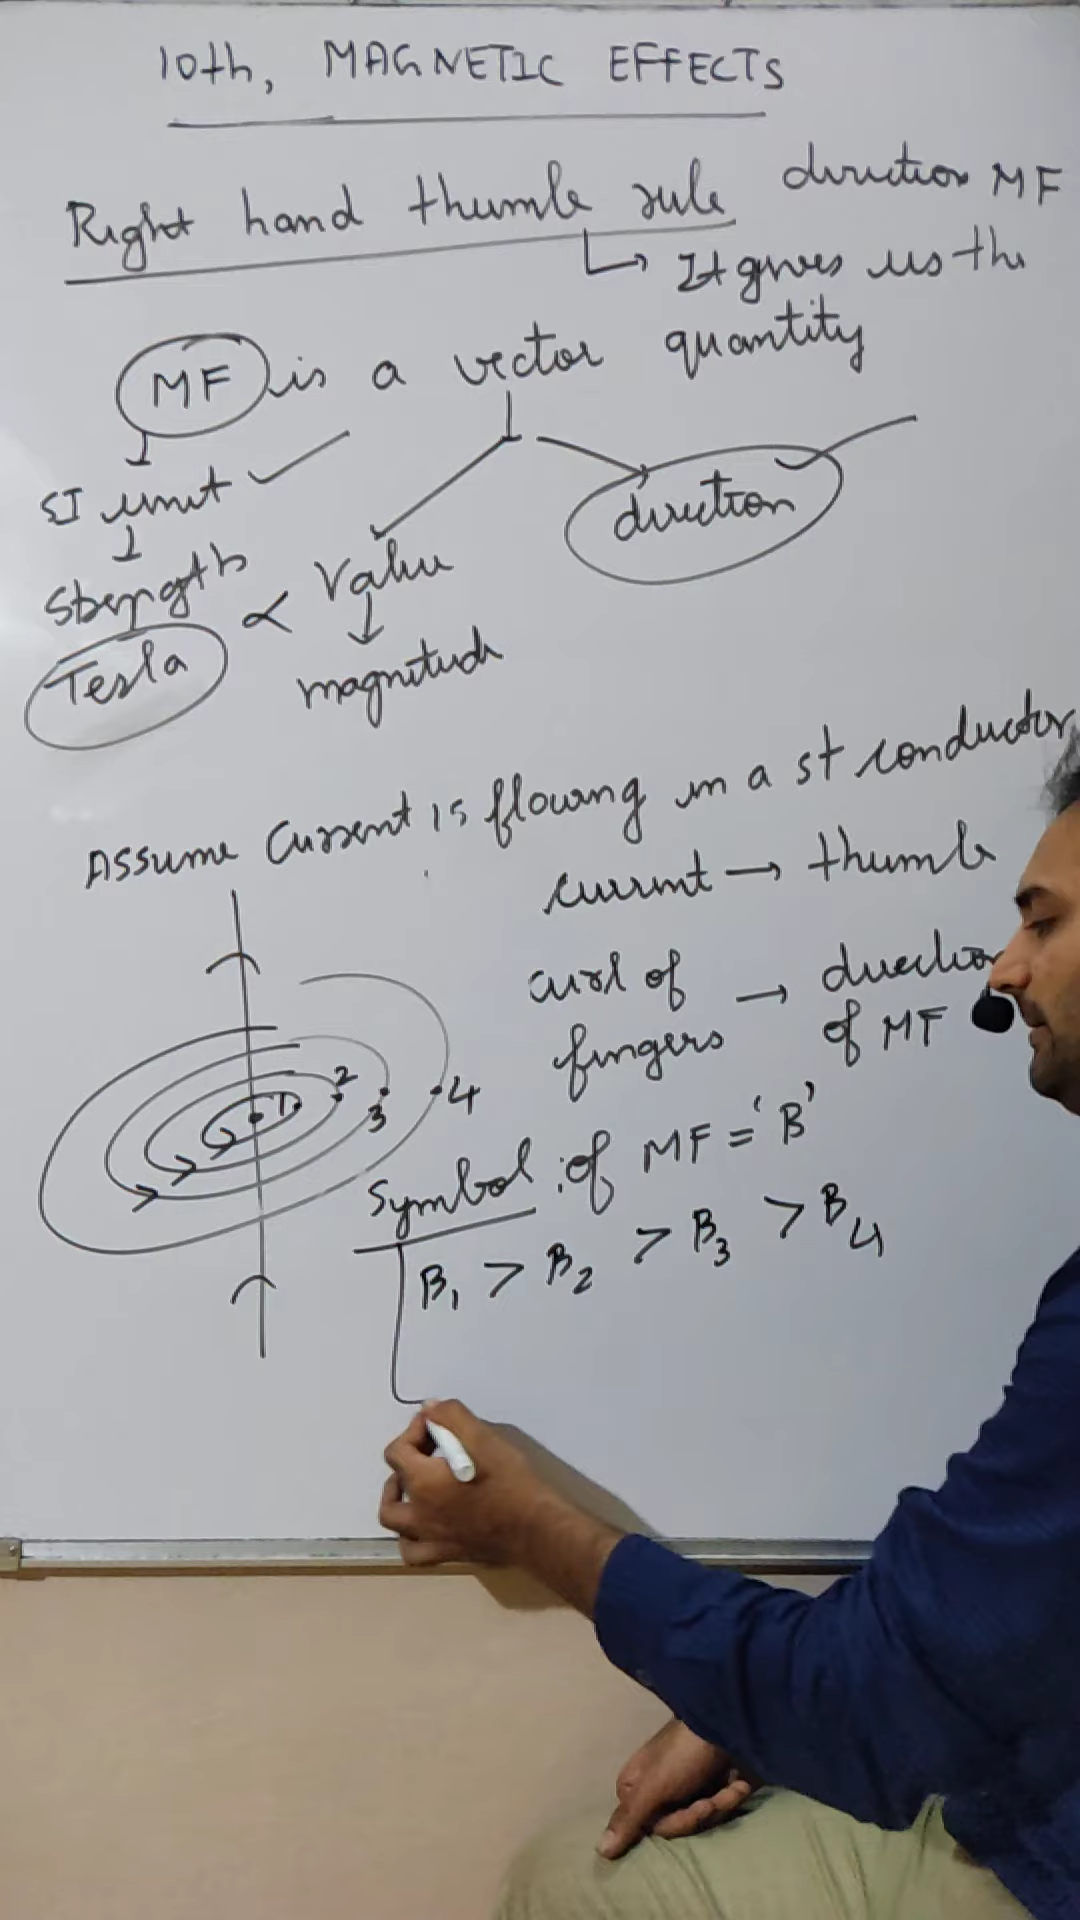 10th, MAGNETIC EFFECTS
Right hand thumb rule
direction MF
↳ It gives us the
MF is a vector quantity
SI unit
Strength ∝ Value
direction
Tesla
magnitude
Assume Current is flowing in a st conductor
current → thumb
curl of fingers → direction of MF
1 2 3 4
Symbol of MF = 'B'
B₁ > B₂ > B₃ > B₄